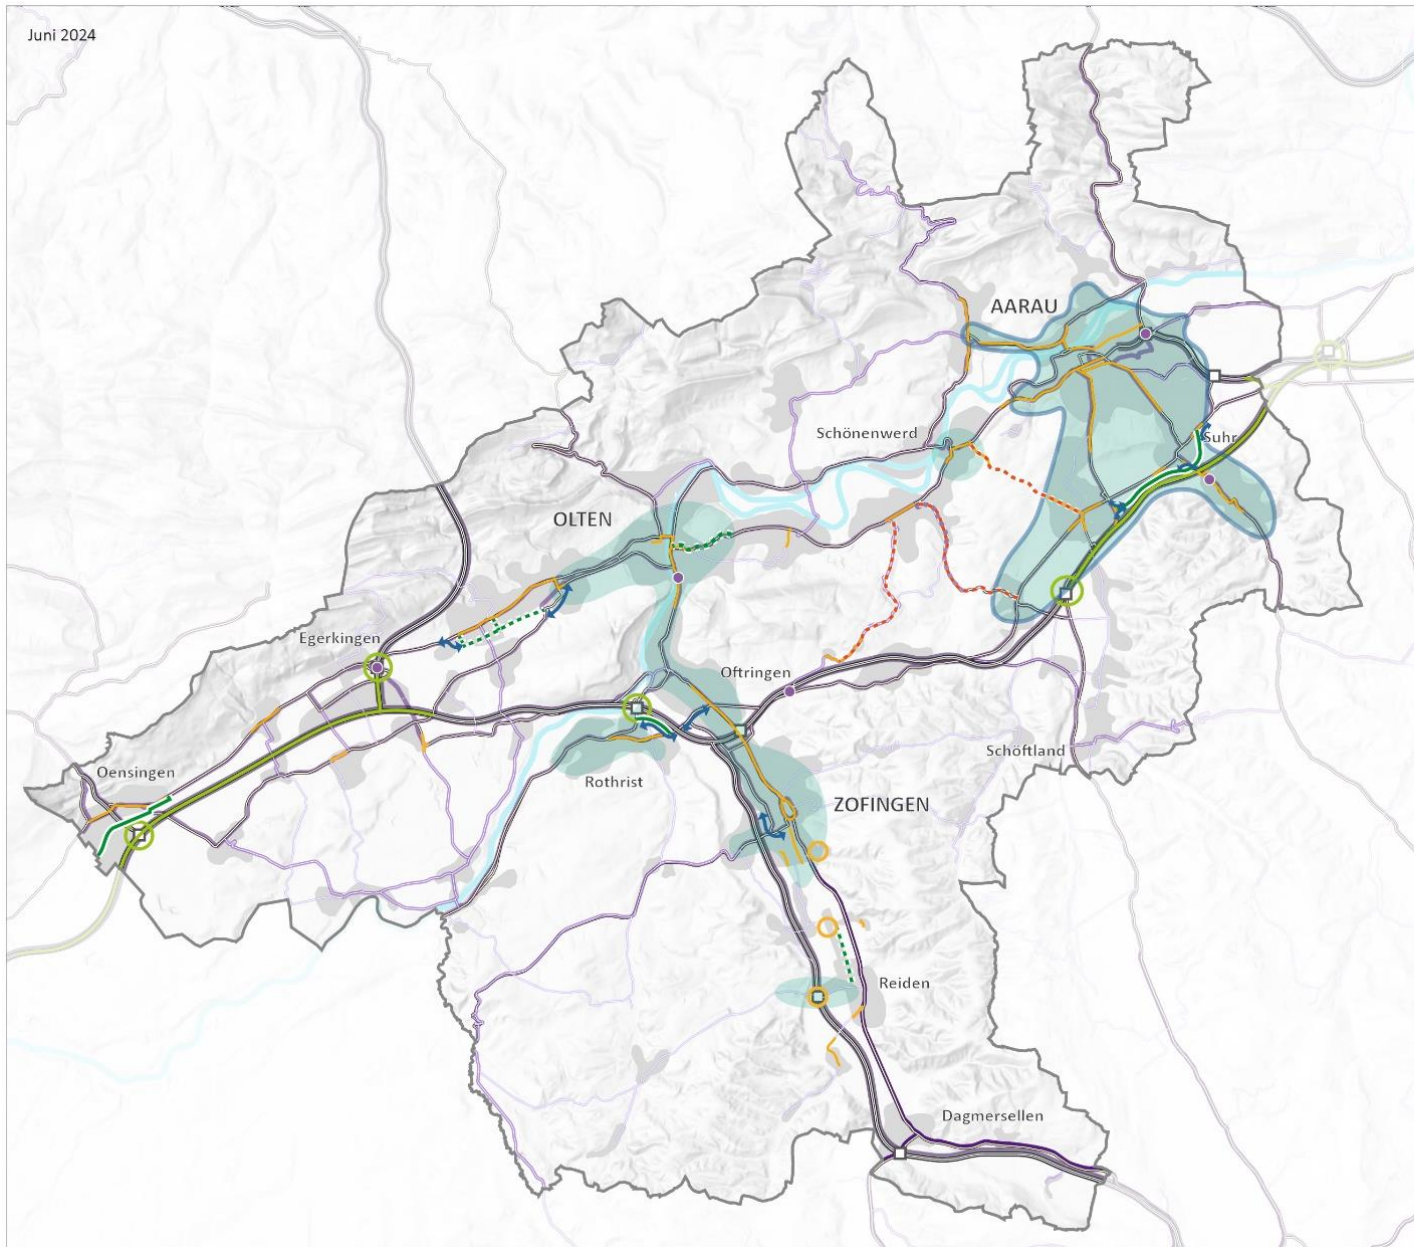 Juni 2024
AARAU
Schönenwerd
Suhr
OLTEN
Egerkingen
Oftringen
Schöftland
Oensingen
Rothrist
ZOFINGEN
Reiden
Dagmersellen